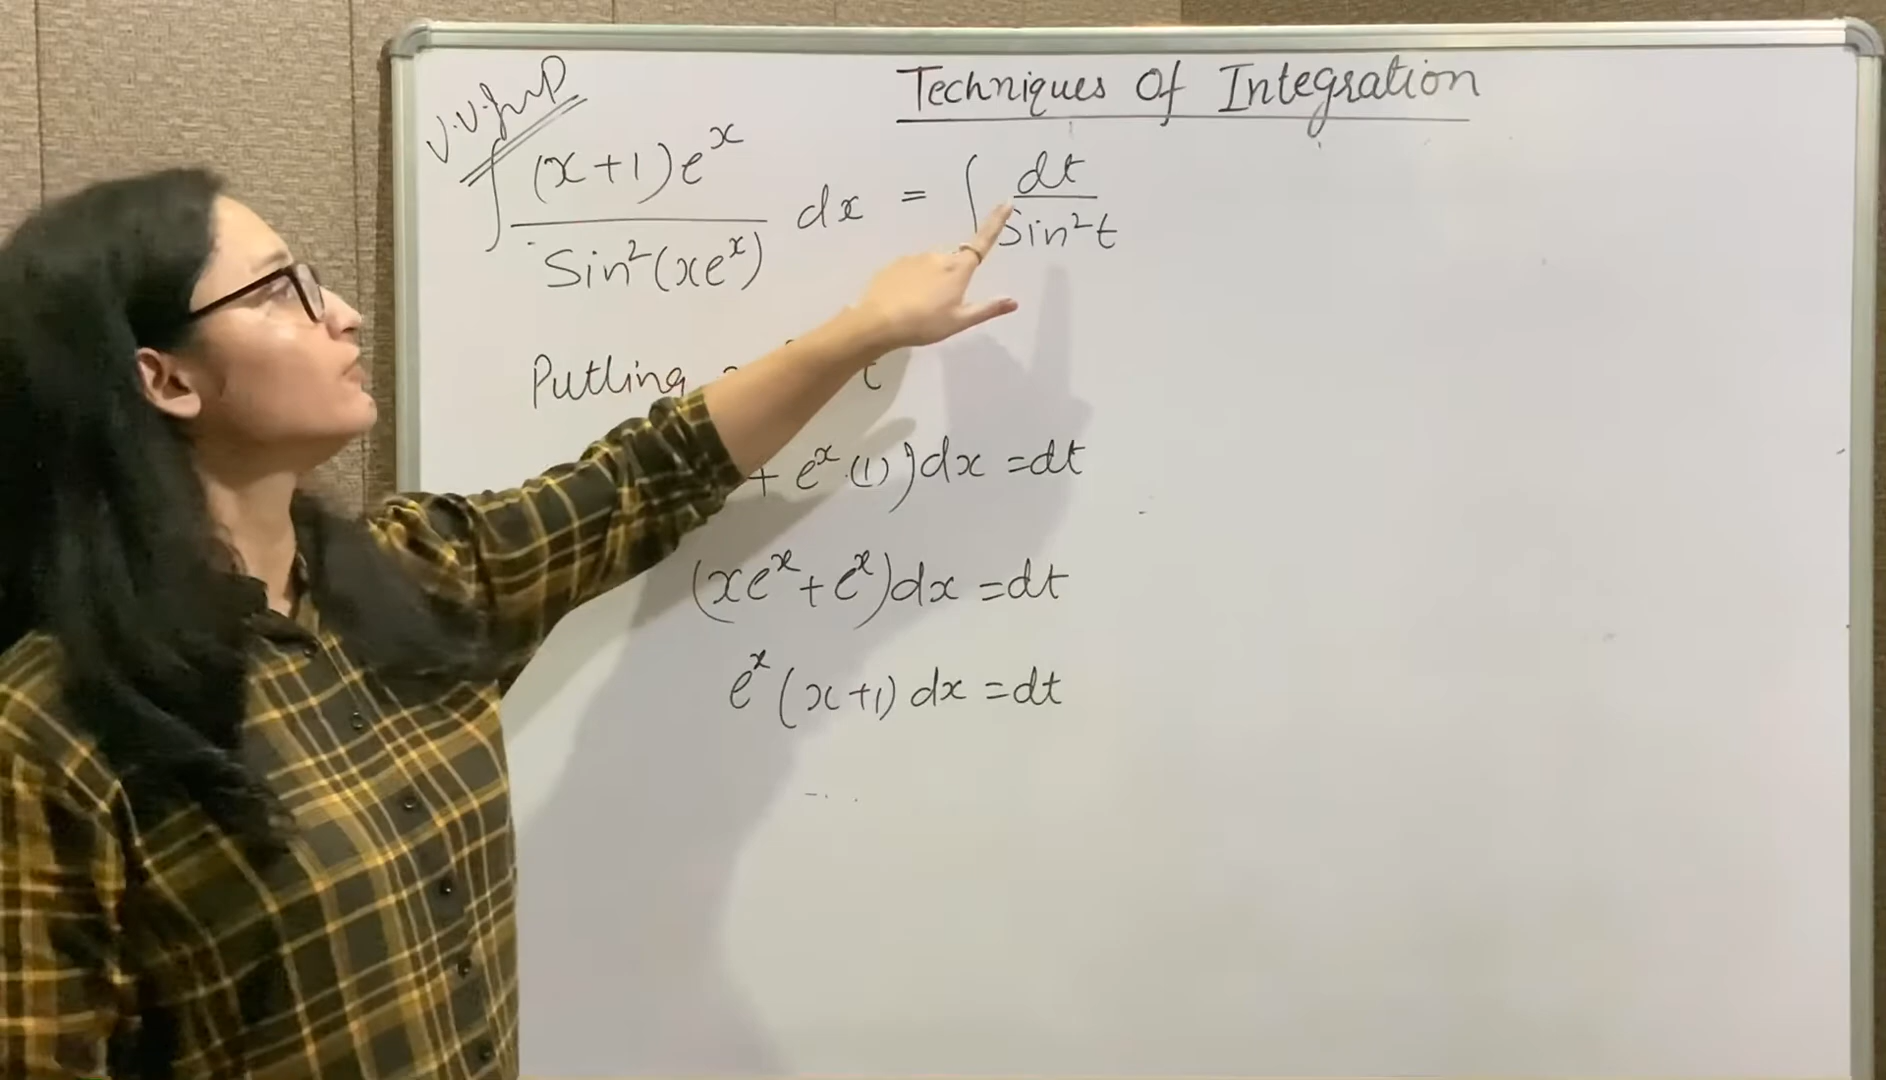 Techniques Of Integration
V.V.Imp
∫ (x+1)e^x / Sin²(xe^x) dx = ∫ dt / Sin²t
Putting t
+ e^x.(1))dx =dt
(xe^x + e^x)dx =dt
e^x (x+1) dx =dt